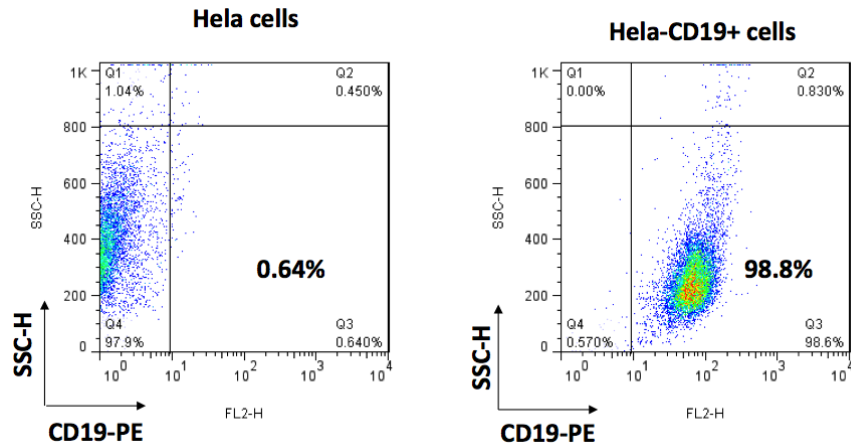 Hela cells
1K
800
600
400
200
0
SSC-H
Q1
1.04%
Q2
0.450%
0.64%
Q4
97.9%
Q3
0.640%
10^0 10^1 10^2 10^3 10^4
FL2-H
SSC-H
CD19-PE
Hela-CD19+ cells
1K
800
600
400
200
0
SSC-H
Q1
0.00%
Q2
0.830%
98.8%
Q4
0.570%
Q3
98.6%
10^0 10^1 10^2 10^3 10^4
FL2-H
SSC-H
CD19-PE